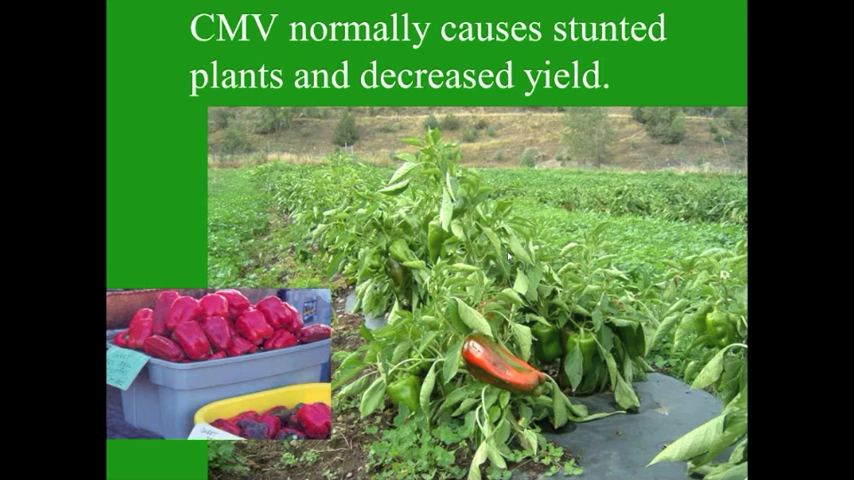 CMV normally causes stunted
plants and decreased yield.